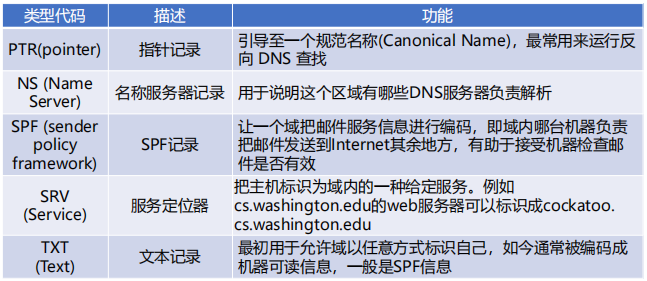 类型代码 描述 功能
PTR(pointer) 指针记录 引导至一个规范名称(Canonical Name)，最常用来运行反
向 DNS 查找
NS (Name
Server) 名称服务器记录 用于说明这个区域有哪些DNS服务器负责解析
SPF (sender
policy
framework) SPF记录 让一个域把邮件服务信息进行编码，即域内哪台机器负责
把邮件发送到Internet其余地方，有助于接受机器检查邮
件是否有效
SRV
(Service) 服务定位器 把主机标识为域内的一种给定服务。例如
cs.washington.edu的web服务器可以标识成cockatoo.
cs.washington.edu
TXT
(Text) 文本记录 最初用于允许域以任意方式标识自己，如今通常被编码成
机器可读信息，一般是SPF信息